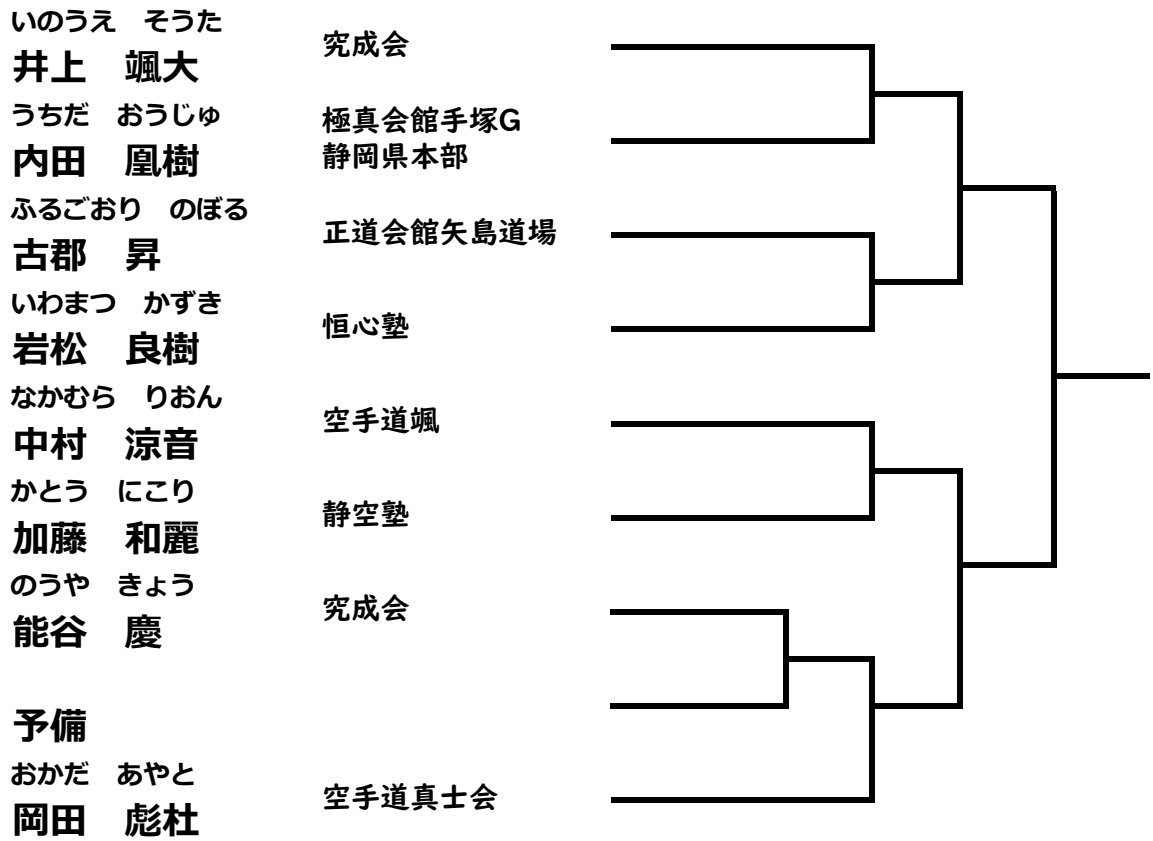 いのうえ　そうた
井上　颯大
究成会
うちだ　おうじゅ
内田　凰樹
極真会館手塚G
静岡県本部
ふるごおり　のぼる
古郡　昇
正道会館矢島道場
いわまつ　かずき
岩松　良樹
恒心塾
なかむら　りおん
中村　涼音
空手道颯
かとう　にこり
加藤　和麗
静空塾
のうや　きょう
能谷　慶
究成会
予備
おかだ　あやと
岡田　彪杜
空手道真士会